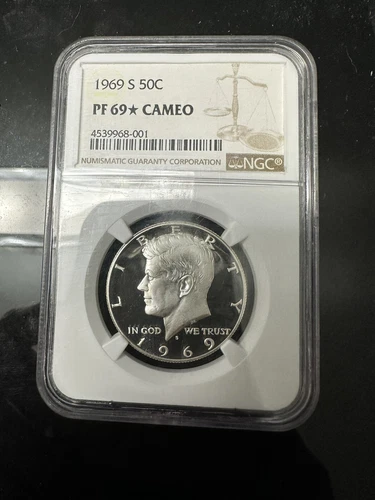 1969 S 50C
PF 69★ CAMEO
4539968-001
NUMISMATIC GUARANTY CORPORATION
NGC®
LIBERTY
IN GOD WE TRUST
S
1969